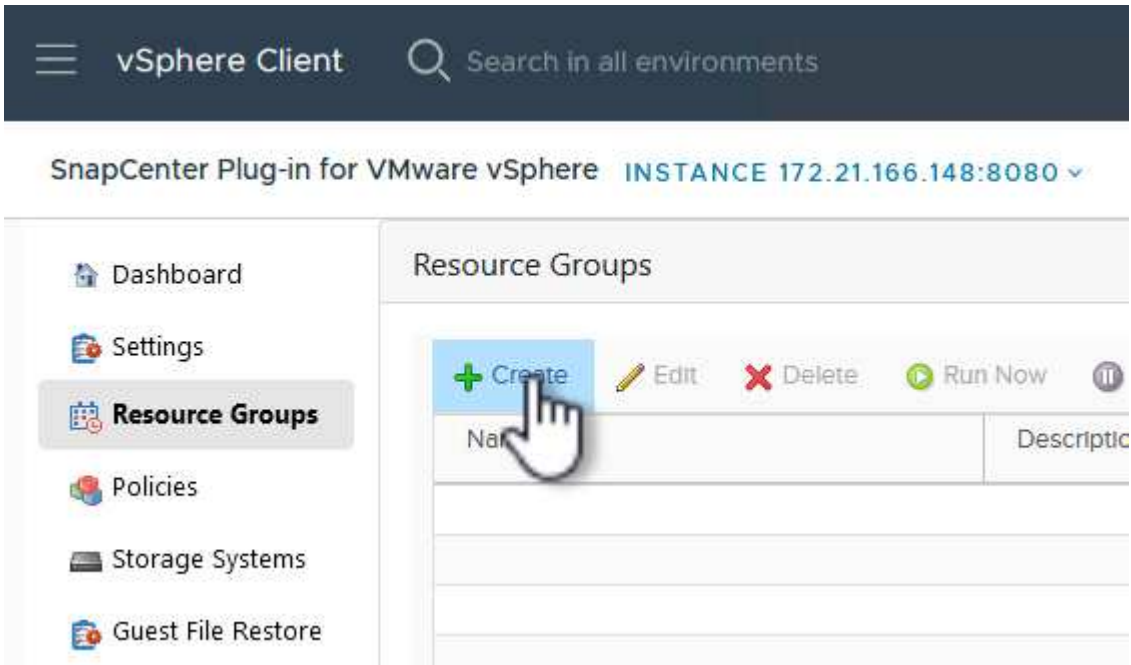 vSphere Client Search in all environments
SnapCenter Plug-in for VMware vSphere INSTANCE 172.21.166.148:8080
Dashboard
Resource Groups
Settings
Create Edit Delete Run Now
Resource Groups
Policies
Storage Systems
Guest File Restore